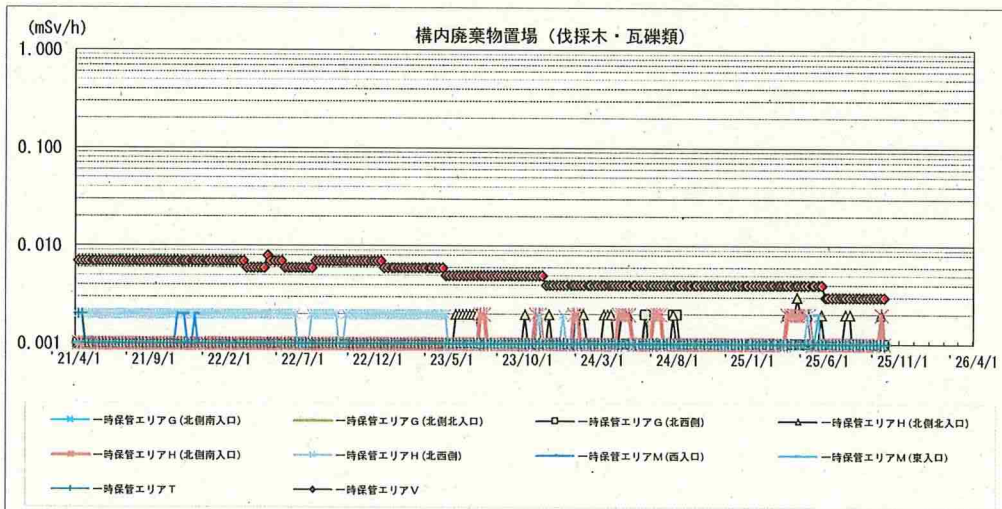 (mSv/h)
構内廃棄物置場（伐採木・瓦礫類）
1.000
0.100
0.010
0.001
21/4/1 21/9/1 22/2/1 22/7/1 22/12/1 23/5/1 23/10/1 24/3/1 24/8/1 25/1/1 25/6/1 25/11/1 26/4/1
一時保管エリアG(北側南入口) 一時保管エリアG(北側北入口) 一時保管エリアG(北西側) 一時保管エリアH(北側北入口)
一時保管エリアH(北側南入口) 一時保管エリアH(北西側) 一時保管エリアM(西入口) 一時保管エリアM(東入口)
一時保管エリアT 一時保管エリアV